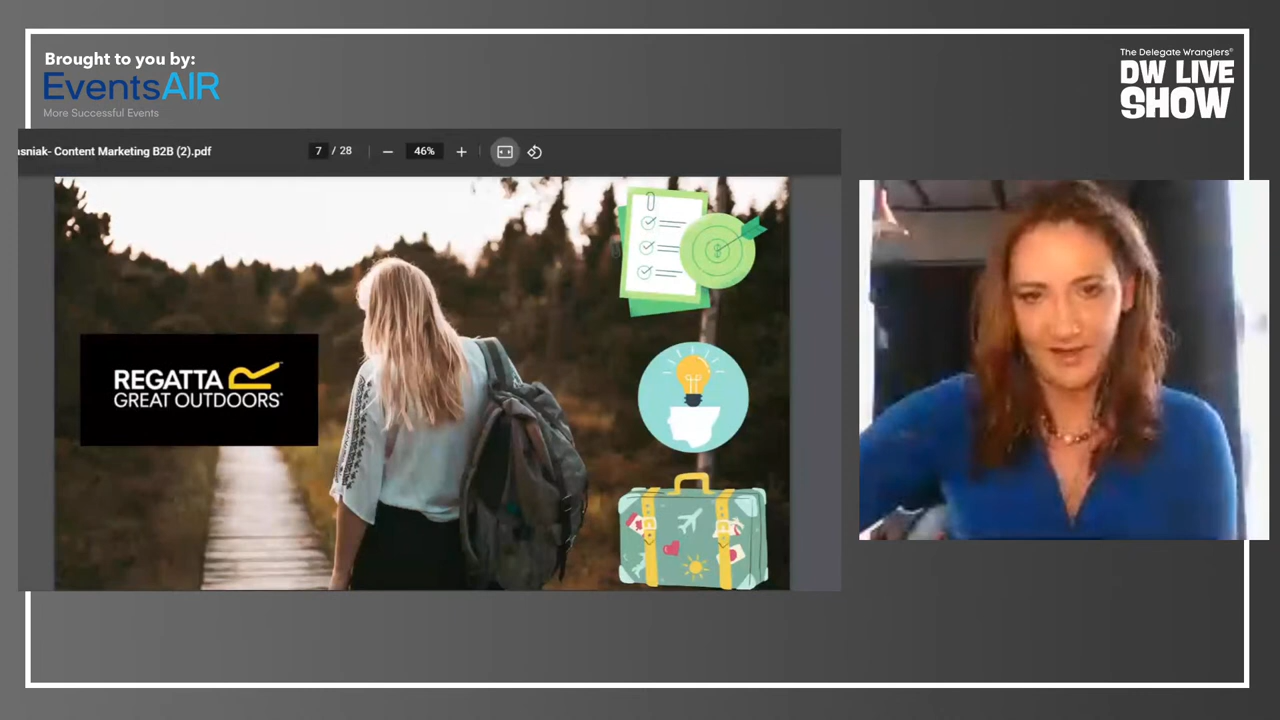 Brought to you by:
EventsAIR
More Successful Events
The Delegate Wranglers®
DW LIVE
SHOW
sniak- Content Marketing B2B (2).pdf
7 / 28
46%
REGATTA
GREAT OUTDOORS®